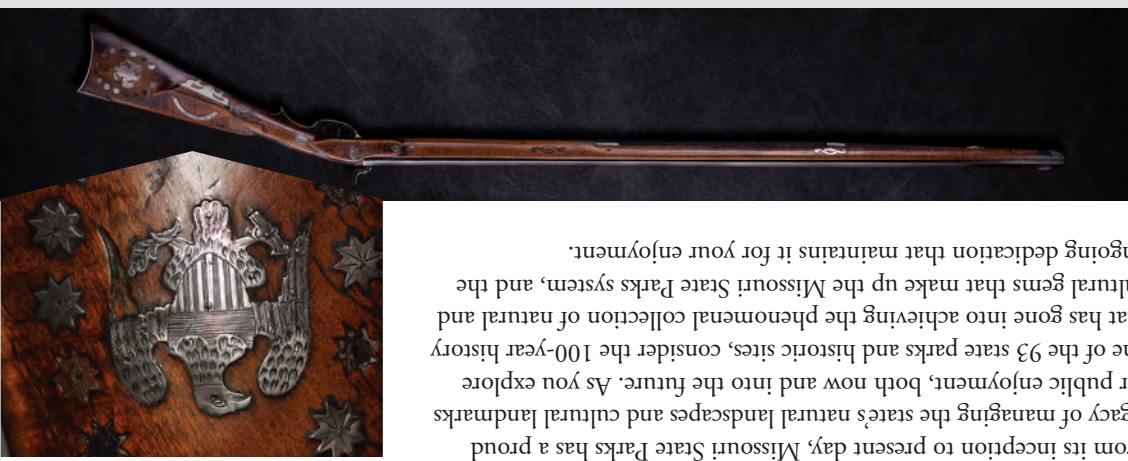 rom its inception to present day, Missouri State Parks has a proud
gacy of managing the state's natural landscapes and cultural landmarks
r public enjoyment, both now and into the future. As you explore
ne of the 93 state parks and historic sites, consider the 100-year history
at has gone into achieving the phenomenal collection of natural and
ultural gems that make up the Missouri State Parks system, and the
ngoing dedication that maintains it for your enjoyment.